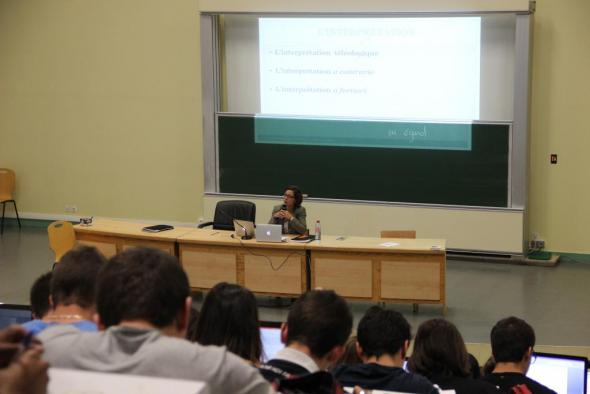 L'INTERPRÉTATION
- L'interprétation téléologique
- L'interprétation a contrario
- L'interprétation a fortiori